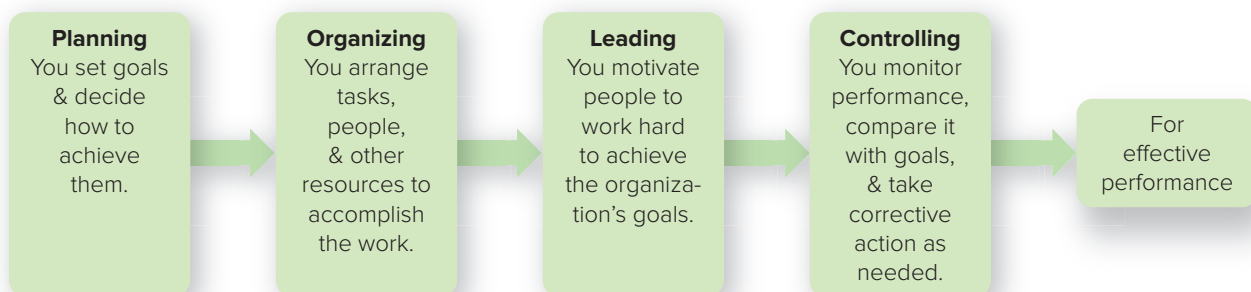 Planning
You set goals
& decide
how to
achieve
them.
Organizing
You arrange
tasks,
people,
& other
resources to
accomplish
the work.
Leading
You motivate
people to
work hard
to achieve
the organiza-
tion’s goals.
Controlling
You monitor
performance,
compare it
with goals,
& take
corrective
action as
needed.
For
effective
performance